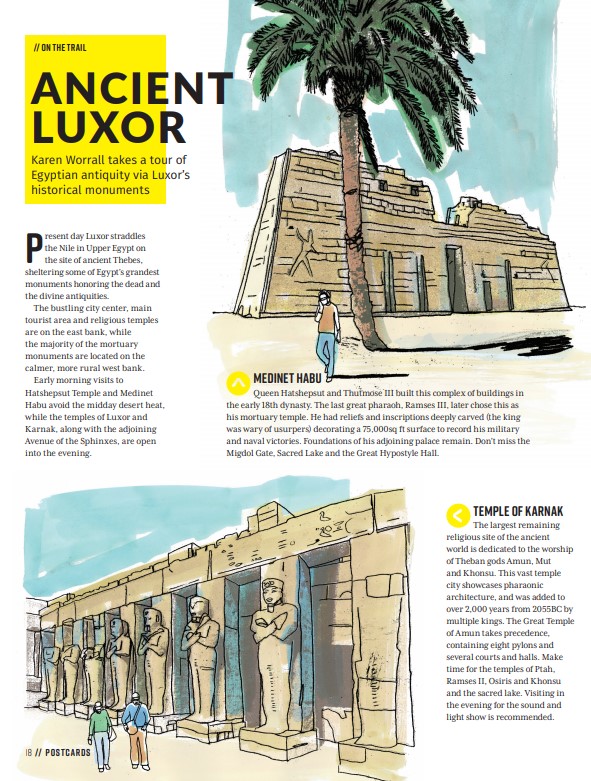 // ON THE TRAIL
ANCIENT
LUXOR
Karen Worrall takes a tour of
Egyptian antiquity via Luxor's
historical monuments
Present day Luxor straddles
the Nile in Upper Egypt on
the site of ancient Thebes,
sheltering some of Egypt's grandest
monuments honoring the dead and
the divine antiquities.
The bustling city center, main
tourist area and religious temples
are on the east bank, while
the majority of the mortuary
monuments are located on the
calmer, more rural west bank.
Early morning visits to
Hatshepsut Temple and Medinet
Habu avoid the midday desert heat,
while the temples of Luxor and
Karnak, along with the adjoining
Avenue of the Sphinxes, are open
into the evening.
MEDINET HABU
Queen Hatshepsut and Thutmose III built this complex of buildings in
the early 18th dynasty. The last great pharaoh, Ramses III, later chose this as
his mortuary temple. He had reliefs and inscriptions deeply carved (the king
was wary of usurpers) decorating a 75,000sq ft surface to record his military
and naval victories. Foundations of his adjoining palace remain. Don't miss the
Migdol Gate, Sacred Lake and the Great Hypostyle Hall.
TEMPLE OF KARNAK
The largest remaining
religious site of the ancient
world is dedicated to the worship
of Theban gods Amun, Mut
and Khonsu. This vast temple
city showcases pharaonic
architecture, and was added to
over 2,000 years from 2055BC by
multiple kings. The Great Temple
of Amun takes precedence,
containing eight pylons and
several courts and halls. Make
time for the temples of Ptah,
Ramses II, Osiris and Khonsu
and the sacred lake. Visiting in
the evening for the sound and
light show is recommended.
18 // POSTCARDS